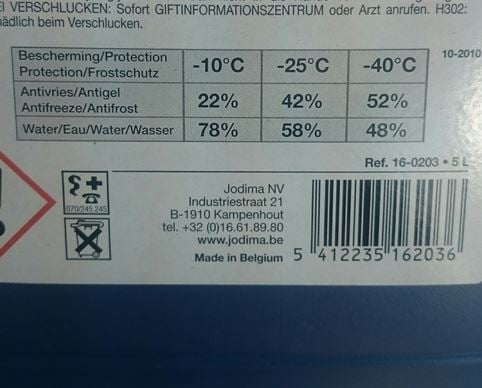 EI VERSCHLUCKEN: Sofort GIFTINFORMATIONSZENTRUM oder Arzt anrufen. H302:
ädlich beim Verschlucken.
Bescherming/Protection -10°C -25°C -40°C 10-2010
Protection/Frostschutz
Antivries/Antigel 22% 42% 52%
Antifreeze/Antifrost
Water/Eau/Water/Wasser 78% 58% 48%
Ref. 16-0203 • 5 L
070/245.245
Jodima NV
Industriestraat 21
B-1910 Kampenhout
tel. +32 (0)16.61.89.80
www.jodima.be
Made in Belgium
5 412235 162036